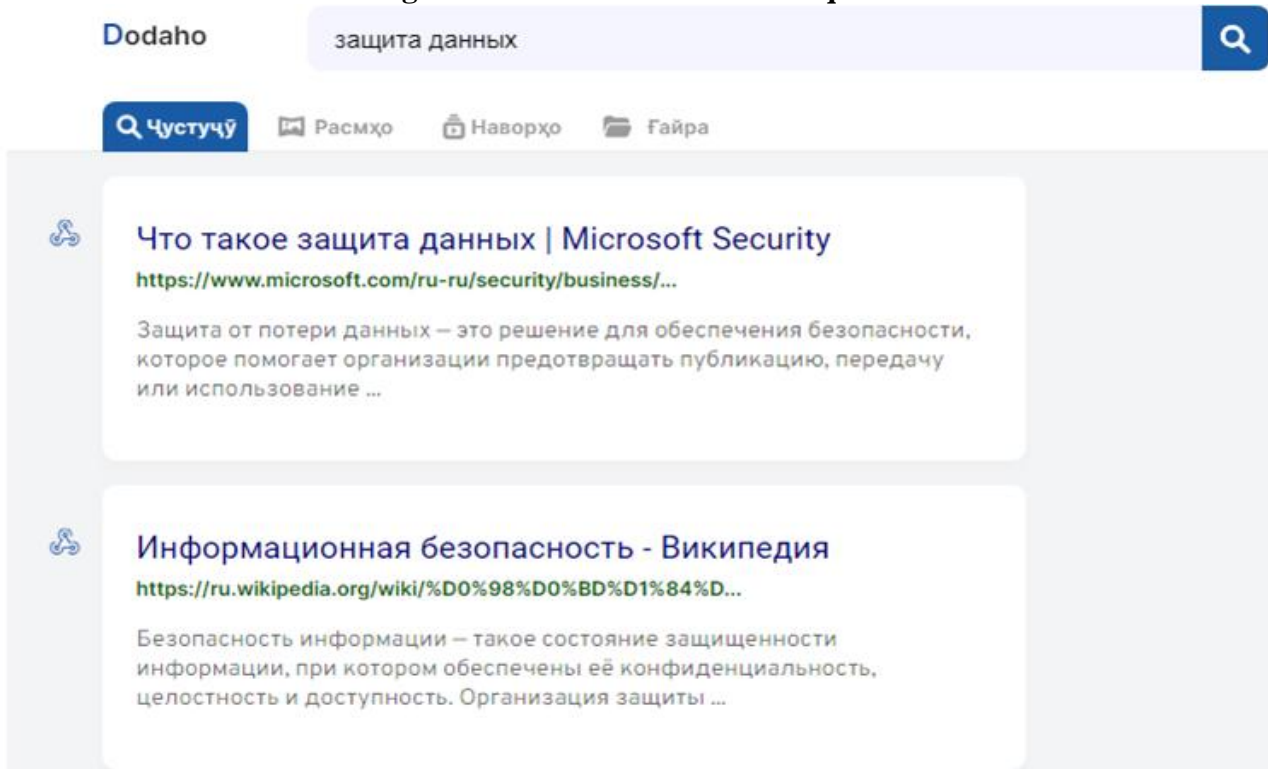 Dodaho
защита данных
Ҷустуҷӯ Расмҳо Наворҳо Ғайра
Что такое защита данных | Microsoft Security
https://www.microsoft.com/ru-ru/security/business/...
Защита от потери данных – это решение для обеспечения безопасности,
которое помогает организации предотвращать публикацию, передачу
или использование ...
Информационная безопасность - Википедия
https://ru.wikipedia.org/wiki/%D0%98%D0%BD%D1%84%D...
Безопасность информации – такое состояние защищенности
информации, при котором обеспечены её конфиденциальность,
целостность и доступность. Организация защиты ...